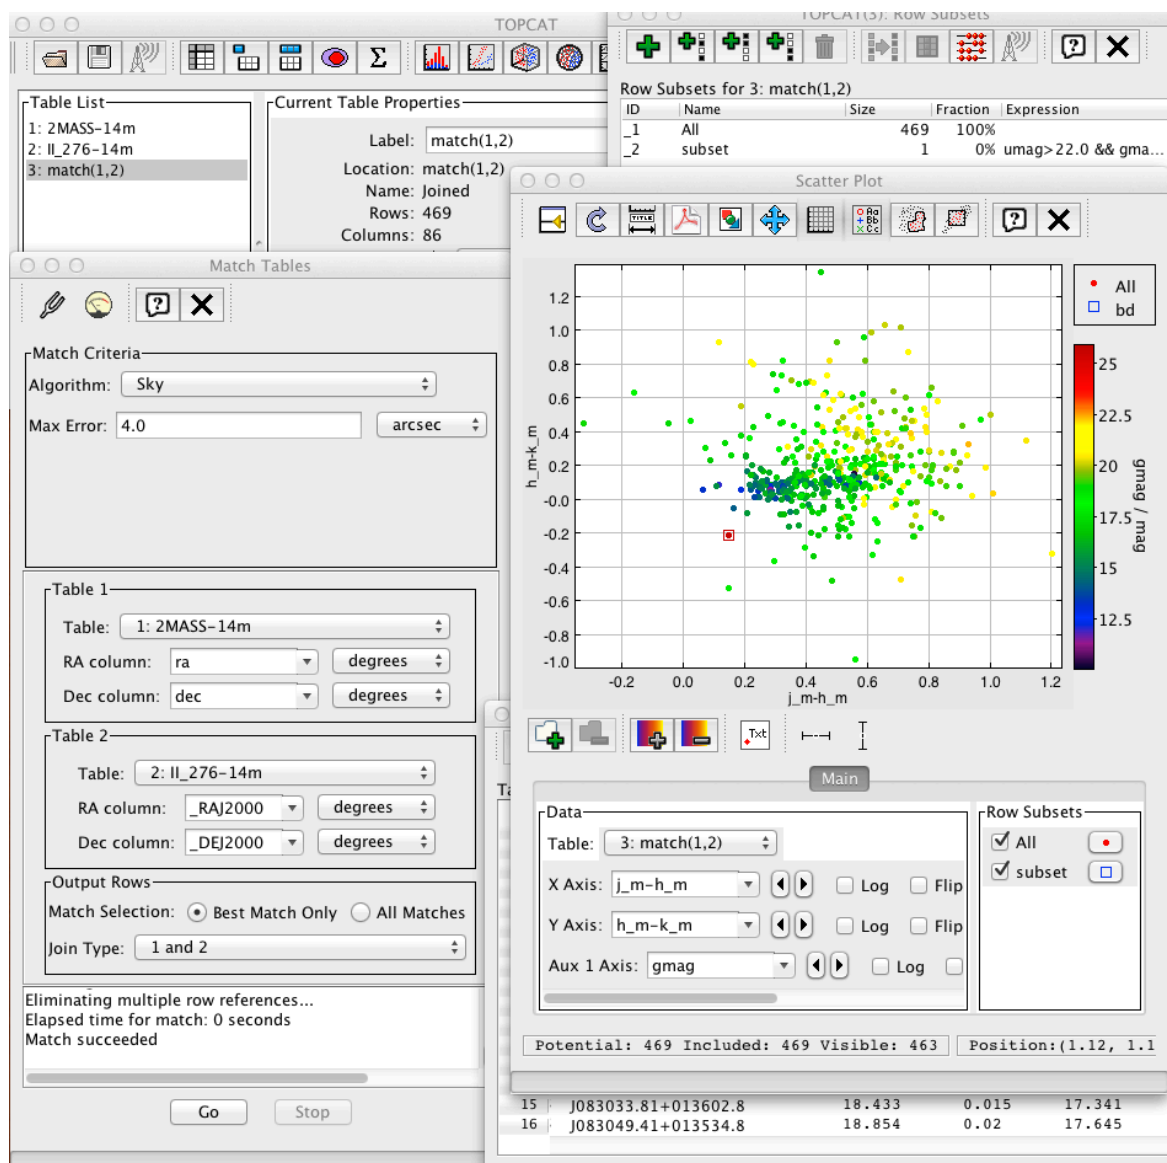 TOPCAT
TOPCAT(3): Row Subsets
Table List
1: 2MASS-14m
2: II_276-14m
3: match(1,2)
Current Table Properties
Label: match(1,2)
Location: match(1,2)
Name: Joined
Rows: 469
Columns: 86
Row Subsets for 3: match(1,2)
ID Name Size Fraction Expression
_1 All 469 100%
_2 subset 1 0% umag>22.0 && gma...
Match Tables
Match Criteria
Algorithm: Sky
Max Error: 4.0 arcsec
Table 1
Table: 1: 2MASS-14m
RA column: ra degrees
Dec column: dec degrees
Table 2
Table: 2: II_276-14m
RA column: _RAJ2000 degrees
Dec column: _DEJ2000 degrees
Output Rows
Match Selection: Best Match Only All Matches
Join Type: 1 and 2
Eliminating multiple row references...
Elapsed time for match: 0 seconds
Match succeeded
Go Stop
Scatter Plot
TITLE
Aa
Bb
Cc
All
bd
1.2
1.0
0.8
0.6
0.4
0.2
-0.0
-0.2
-0.4
-0.6
-0.8
-1.0
h_m-k_m
-0.2 0.0 0.2 0.4 0.6 0.8 1.0 1.2
j_m-h_m
25
22.5
20
17.5
15
12.5
gmag / mag
Txt
Main
Data
Table: 3: match(1,2)
X Axis: j_m-h_m Log Flip
Y Axis: h_m-k_m Log Flip
Aux 1 Axis: gmag Log
Row Subsets
All
subset
Potential: 469 Included: 469 Visible: 463 Position:(1.12, 1.1
15 J083033.81+013602.8 18.433 0.015 17.341
16 J083049.41+013534.8 18.854 0.02 17.645